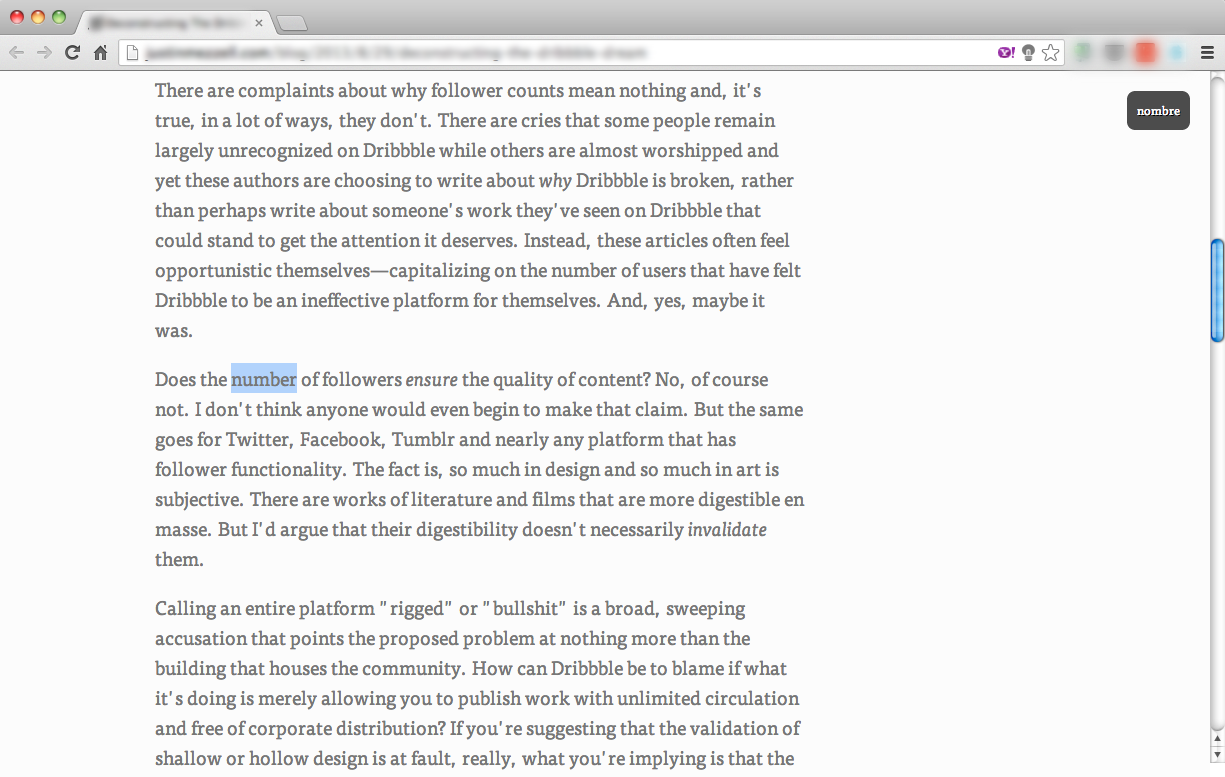 nombre
There are complaints about why follower counts mean nothing and, it's
true, in a lot of ways, they don't. There are cries that some people remain
largely unrecognized on Dribbble while others are almost worshipped and
yet these authors are choosing to write about why Dribbble is broken, rather
than perhaps write about someone's work they've seen on Dribbble that
could stand to get the attention it deserves. Instead, these articles often feel
opportunistic themselves—capitalizing on the number of users that have felt
Dribbble to be an ineffective platform for themselves. And, yes, maybe it
was.
Does the number of followers ensure the quality of content? No, of course
not. I don't think anyone would even begin to make that claim. But the same
goes for Twitter, Facebook, Tumblr and nearly any platform that has
follower functionality. The fact is, so much in design and so much in art is
subjective. There are works of literature and films that are more digestible en
masse. But I'd argue that their digestibility doesn't necessarily invalidate
them.
Calling an entire platform "rigged" or "bullshit" is a broad, sweeping
accusation that points the proposed problem at nothing more than the
building that houses the community. How can Dribbble be to blame if what
it's doing is merely allowing you to publish work with unlimited circulation
and free of corporate distribution? If you're suggesting that the validation of
shallow or hollow design is at fault, really, what you're implying is that the